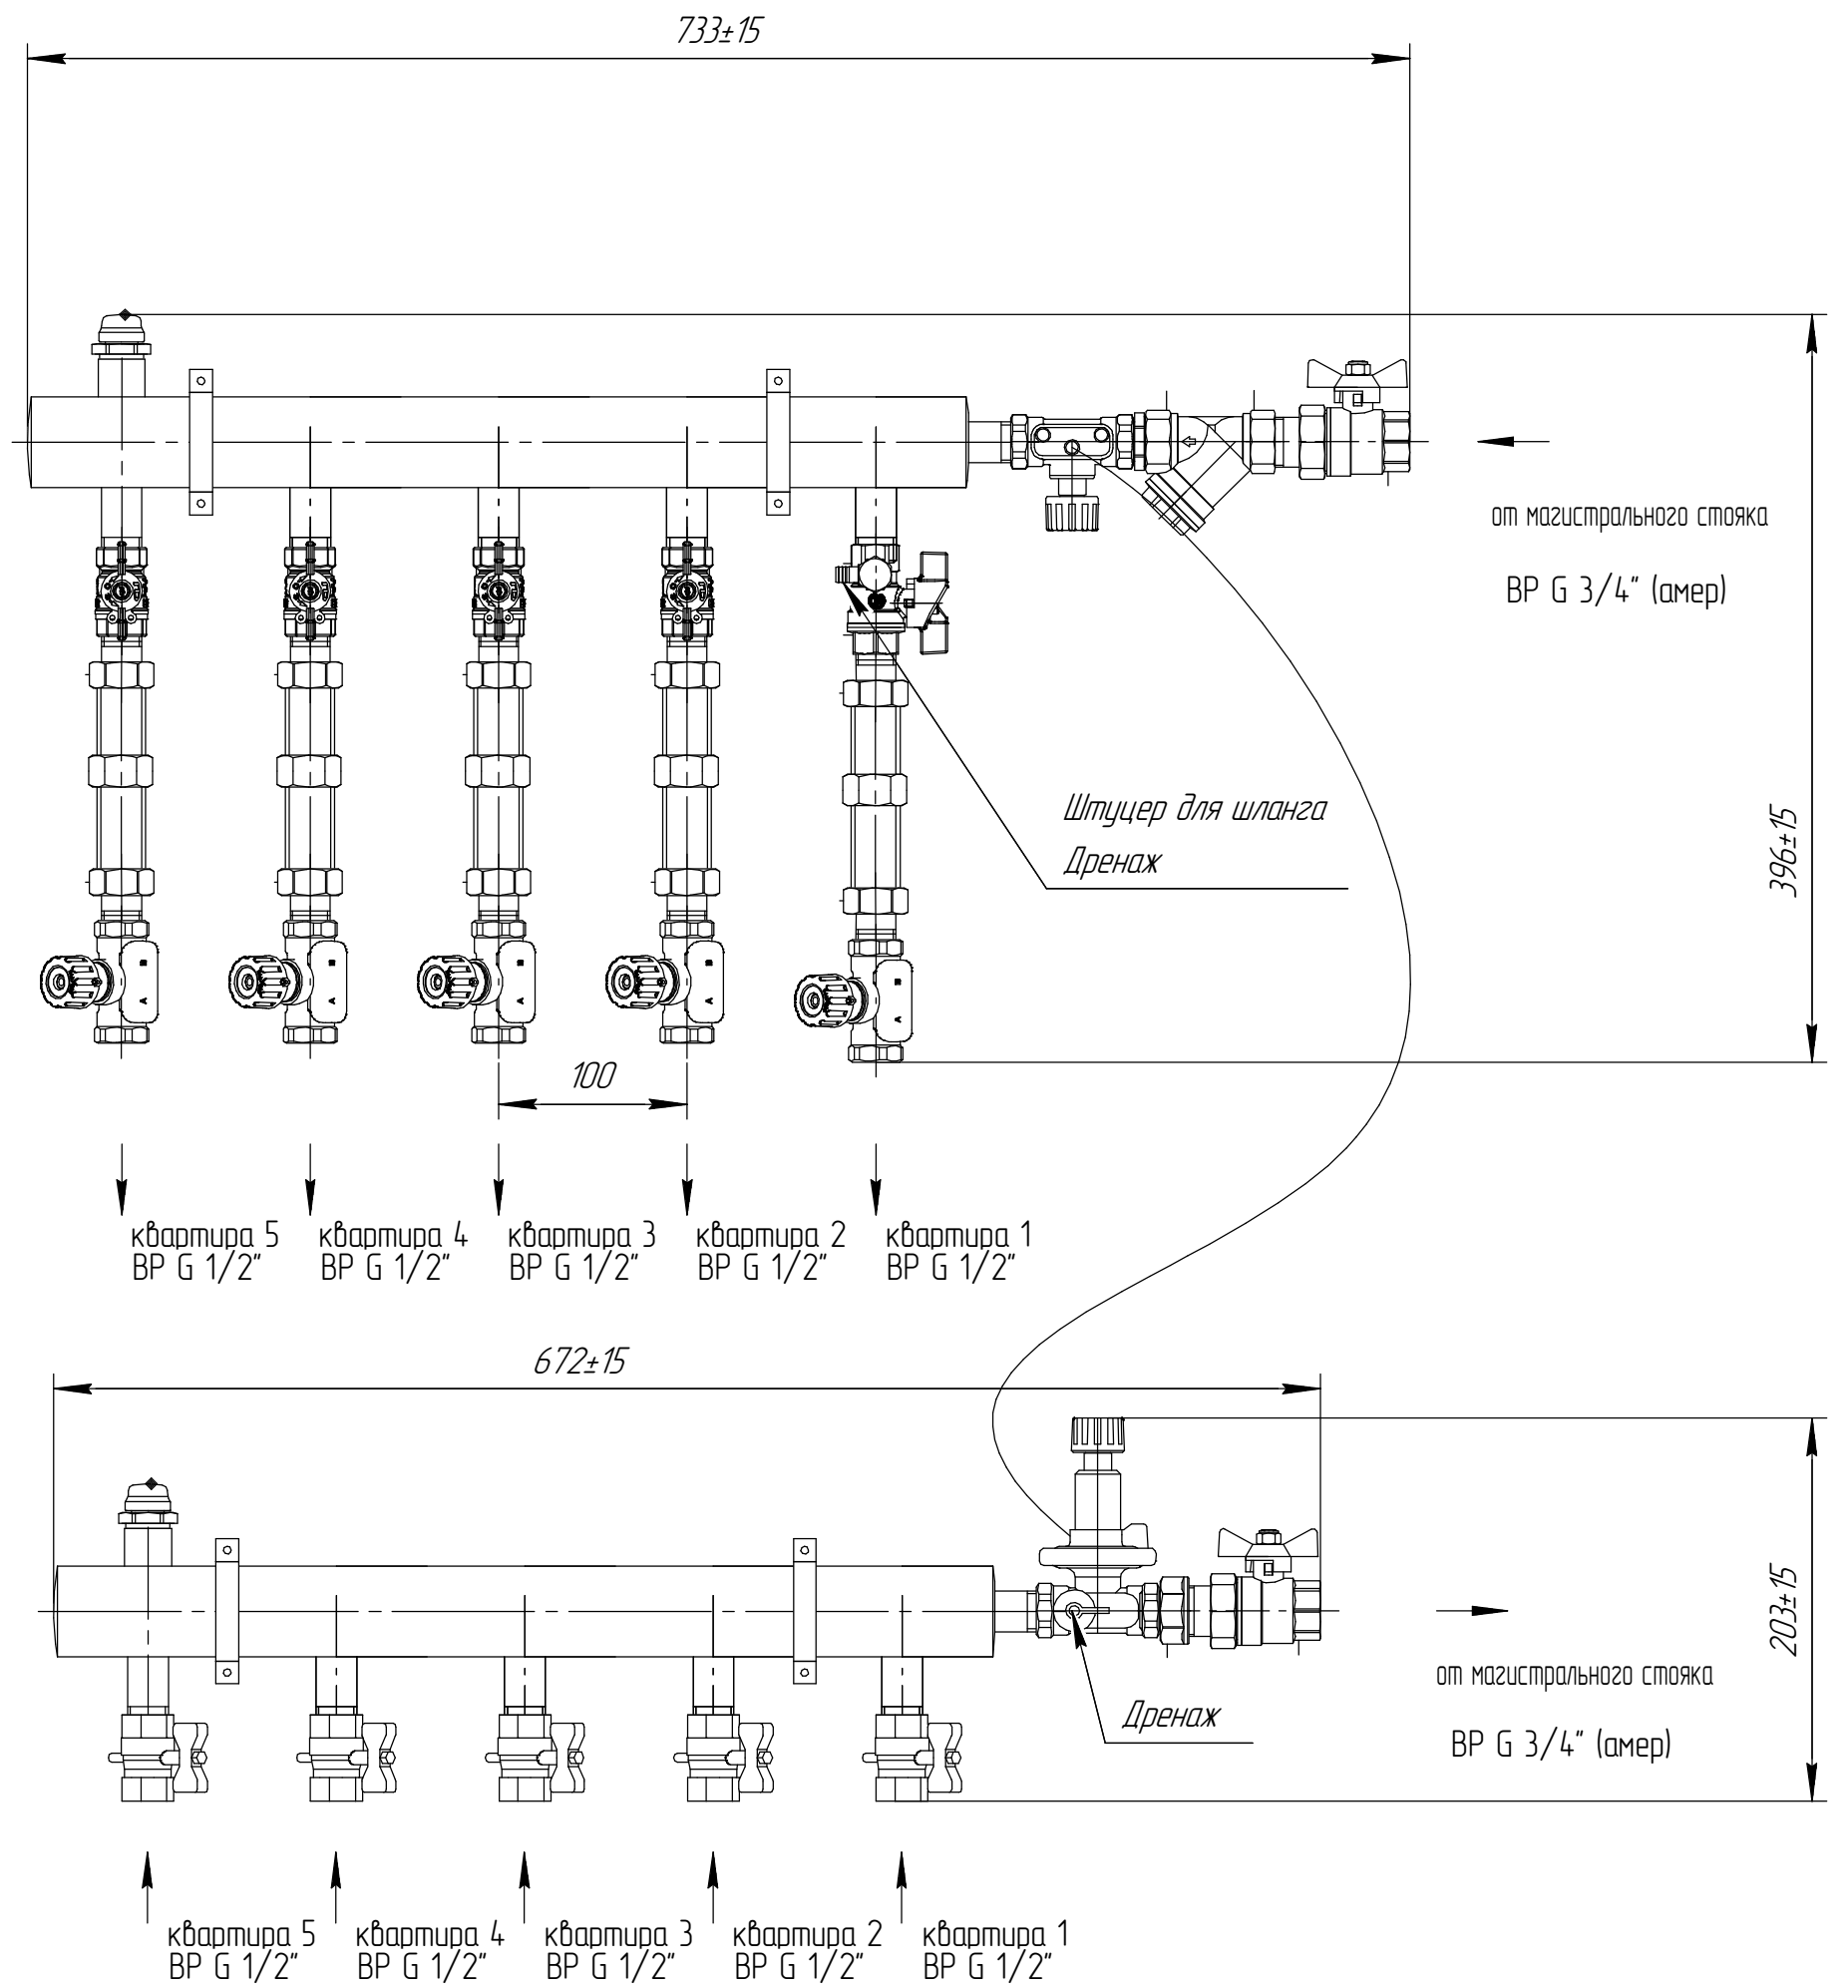 733±15
от магистрального стояка
ВР G 3/4" (амер)
Штуцер для шланга
Дренаж
396±15
100
квартира 5
ВР G 1/2"
квартира 4
ВР G 1/2"
квартира 3
ВР G 1/2"
квартира 2
ВР G 1/2"
квартира 1
ВР G 1/2"
672±15
203±15
от магистрального стояка
ВР G 3/4" (амер)
Дренаж
квартира 5
ВР G 1/2"
квартира 4
ВР G 1/2"
квартира 3
ВР G 1/2"
квартира 2
ВР G 1/2"
квартира 1
ВР G 1/2"